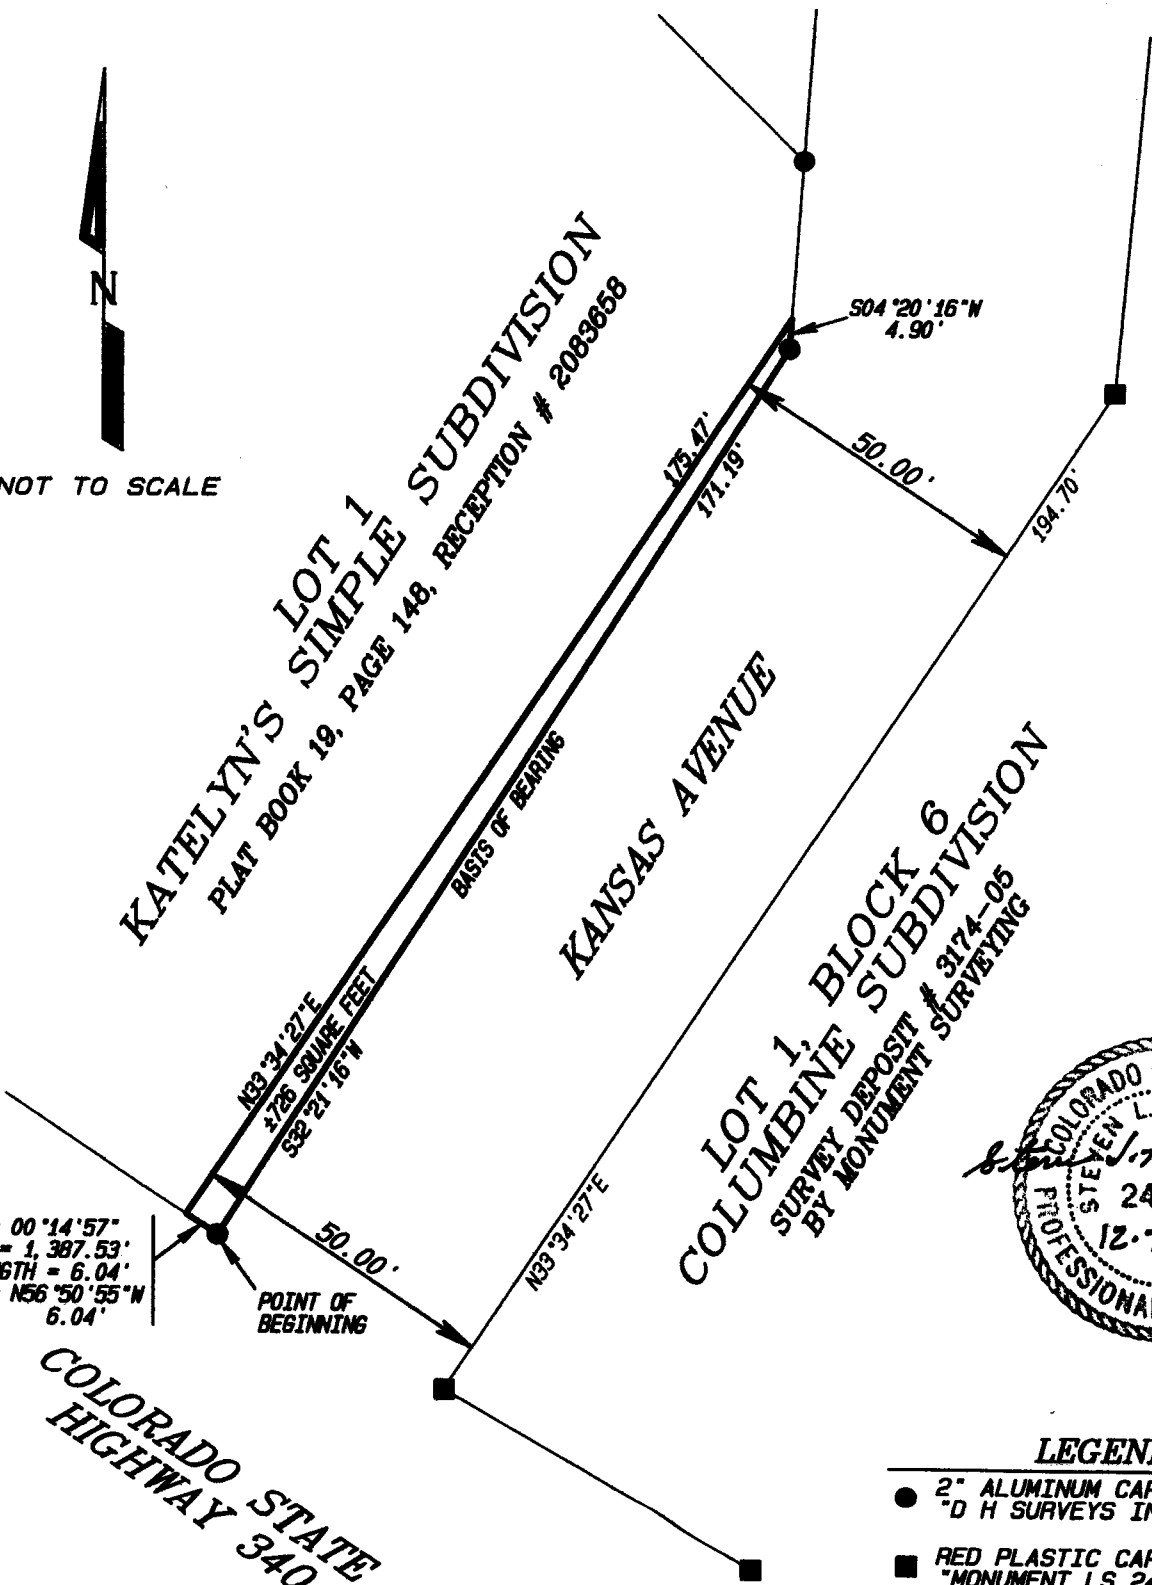 N
NOT TO SCALE
LOT 1
KATELYN'S SIMPLE SUBDIVISION
PLAT BOOK 19, PAGE 148, RECEPTION # 2083658
S04°20'16"W
4.90'
175.47'
171.19'
50.00'
194.70'
BASIS OF BEARING
KANSAS AVENUE
N33°34'27"E
±726 SQUARE FEET
S32°21'16"W
LOT 1, BLOCK 6
COLUMBINE SUBDIVISION
SURVEY DEPOSIT # 3174-05
BY MONUMENT SURVEYING
N33°34'27"E
00°14'57"
= 1,387.53'
GTH = 6.04'
N56°50'55"W
6.04'
50.00'
POINT OF
BEGINNING
COLORADO STATE
HIGHWAY 340
COLORADO
STEVEN L.
24
12.
PROFESSIONA
LEGEN
2" ALUMINUM CAP
"D H SURVEYS IN
RED PLASTIC CAP
"MONUMENT LS 24